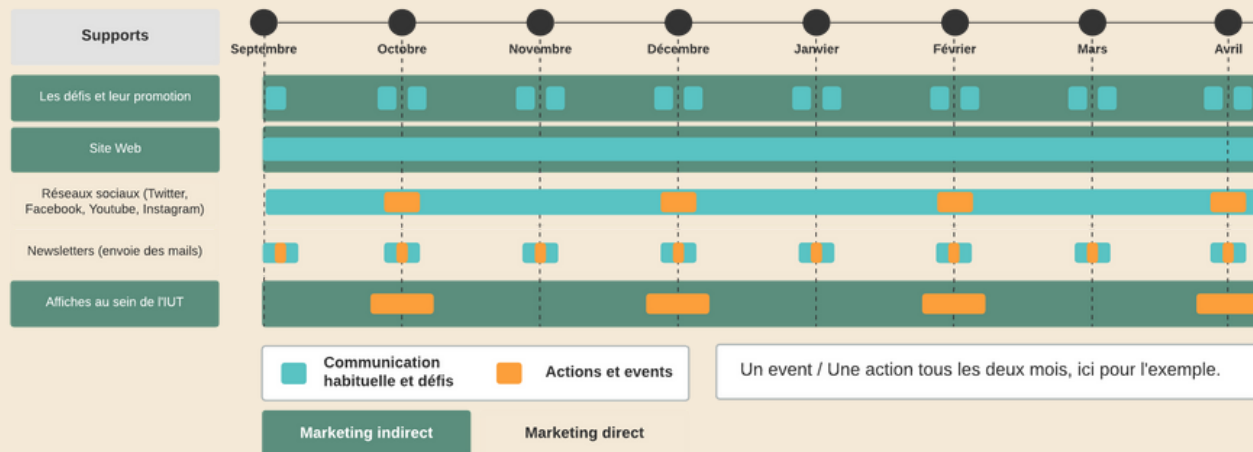 Supports
Septembre
Octobre
Novembre
Décembre
Janvier
Février
Mars
Avril
Les défis et leur promotion
Site Web
Réseaux sociaux (Twitter,
Facebook, Youtube, Instagram)
Newsletters (envoie des mails)
Affiches au sein de l'IUT
Communication
habituelle et défis
Actions et events
Un event / Une action tous les deux mois, ici pour l'exemple.
Marketing indirect
Marketing direct